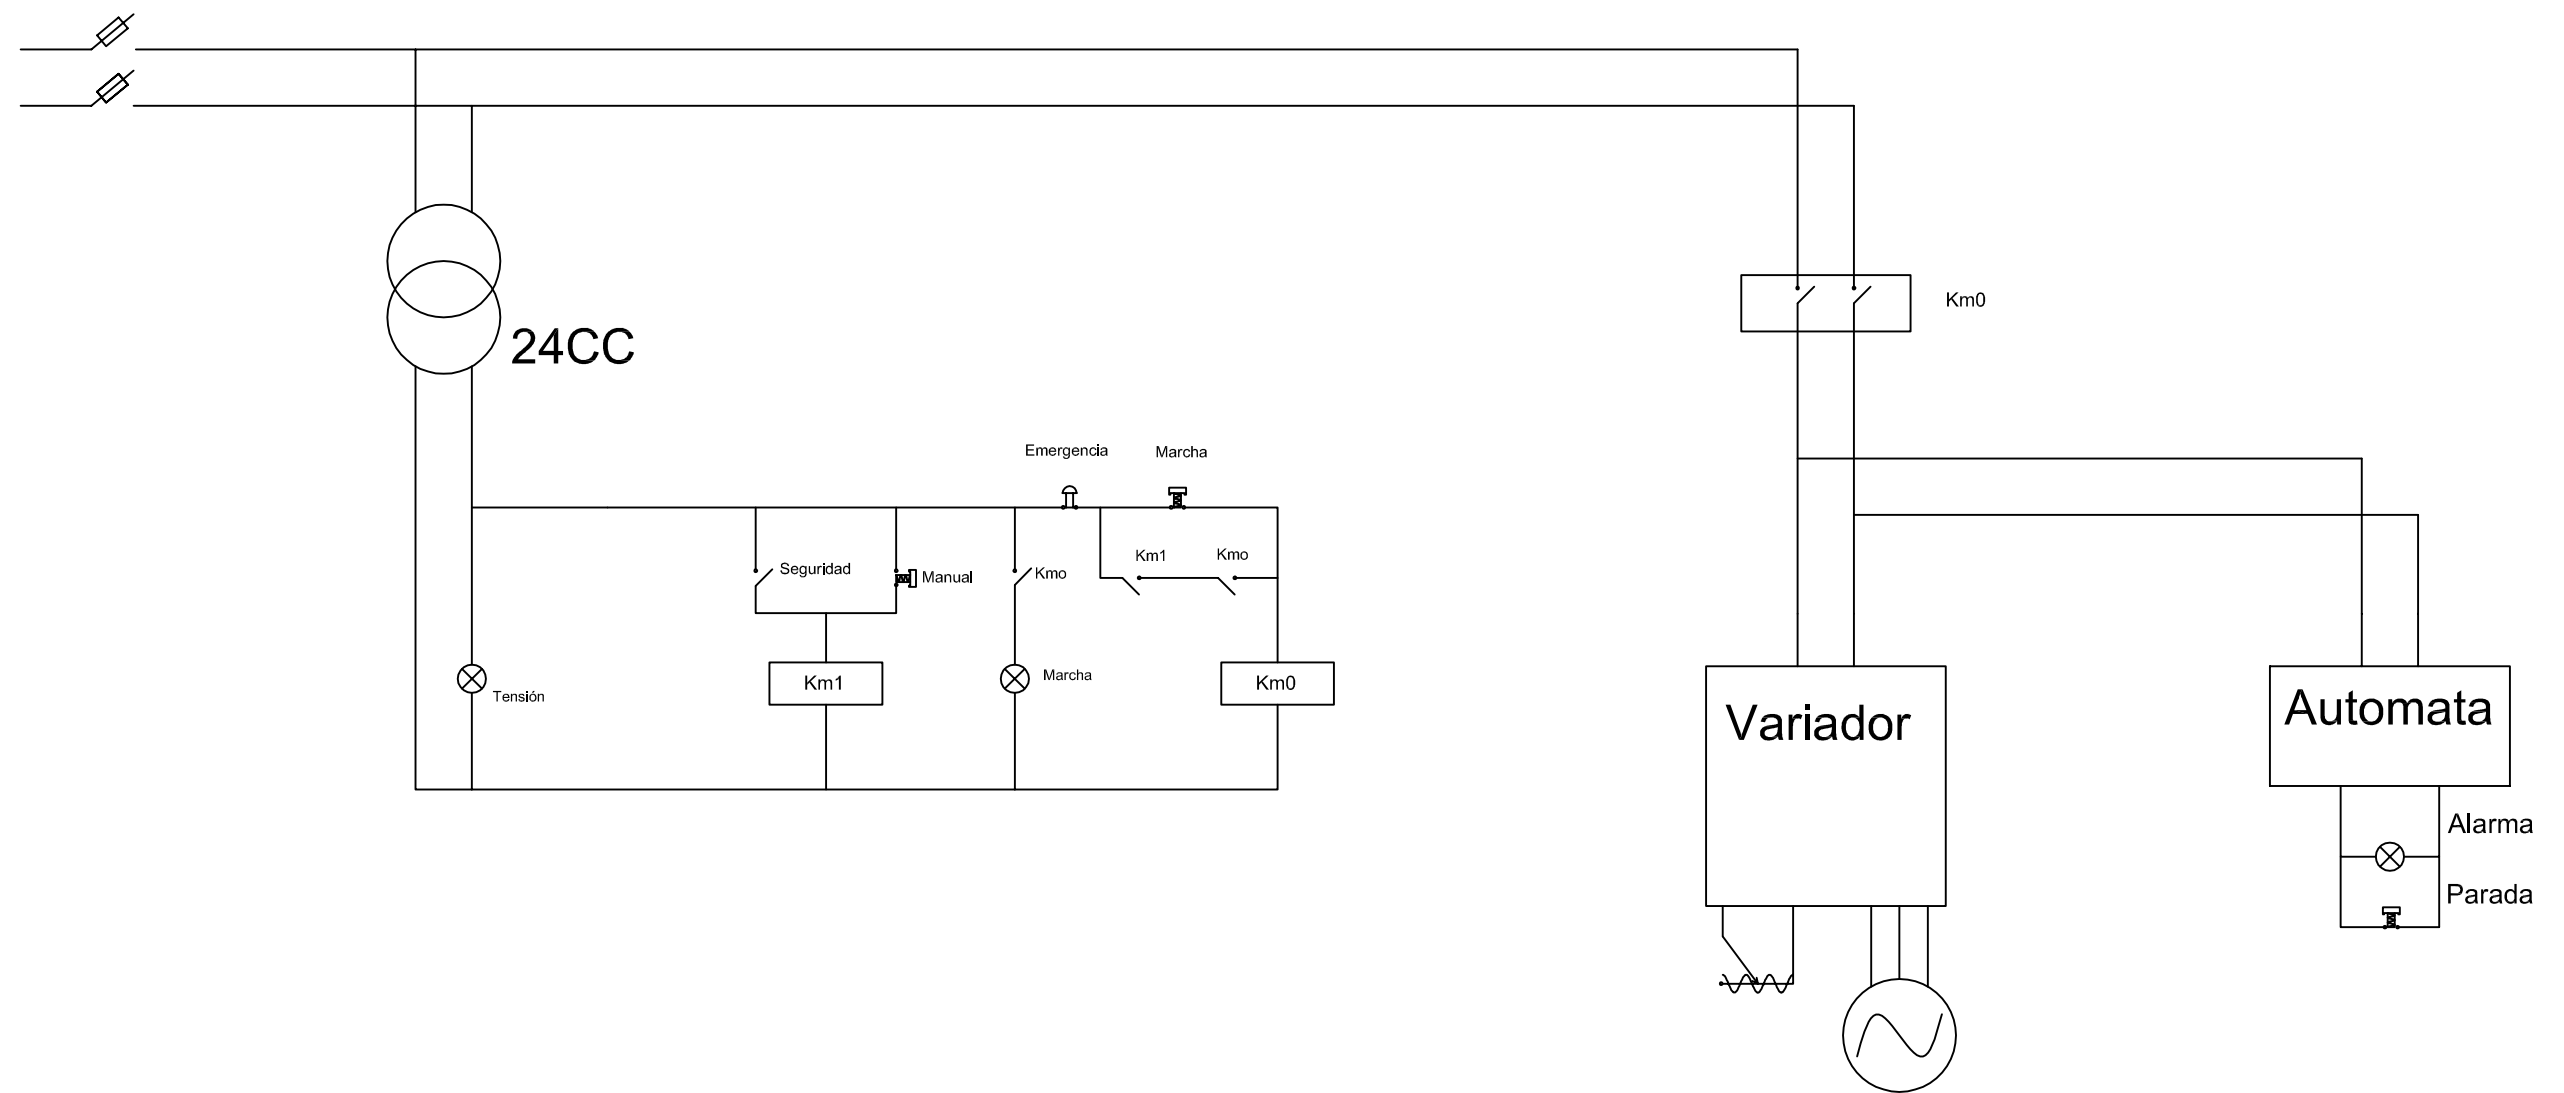 Km0
24CC
Emergencia
Marcha
Km1
Kmo
Seguridad
Manual
Kmo
Tensión
Km1
Marcha
Km0
Variador
Automata
Alarma
Parada